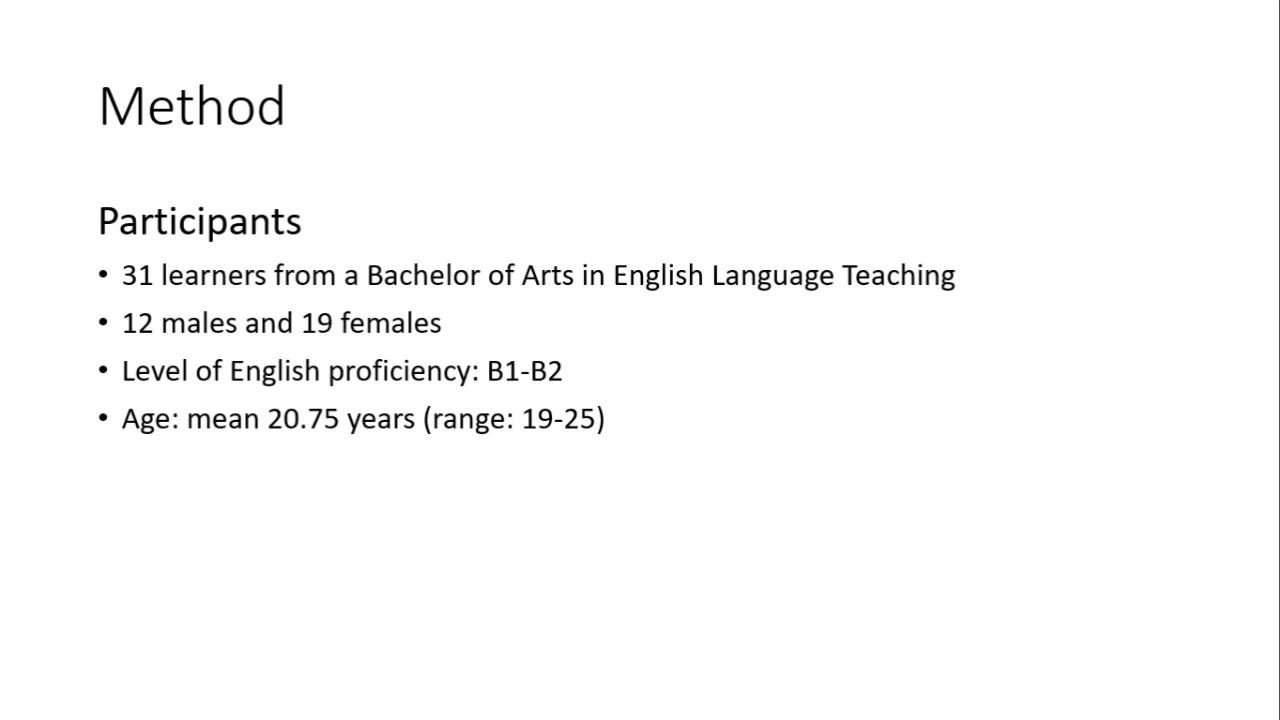 Method
Participants
• 31 learners from a Bachelor of Arts in English Language Teaching
• 12 males and 19 females
• Level of English proficiency: B1-B2
• Age: mean 20.75 years (range: 19-25)